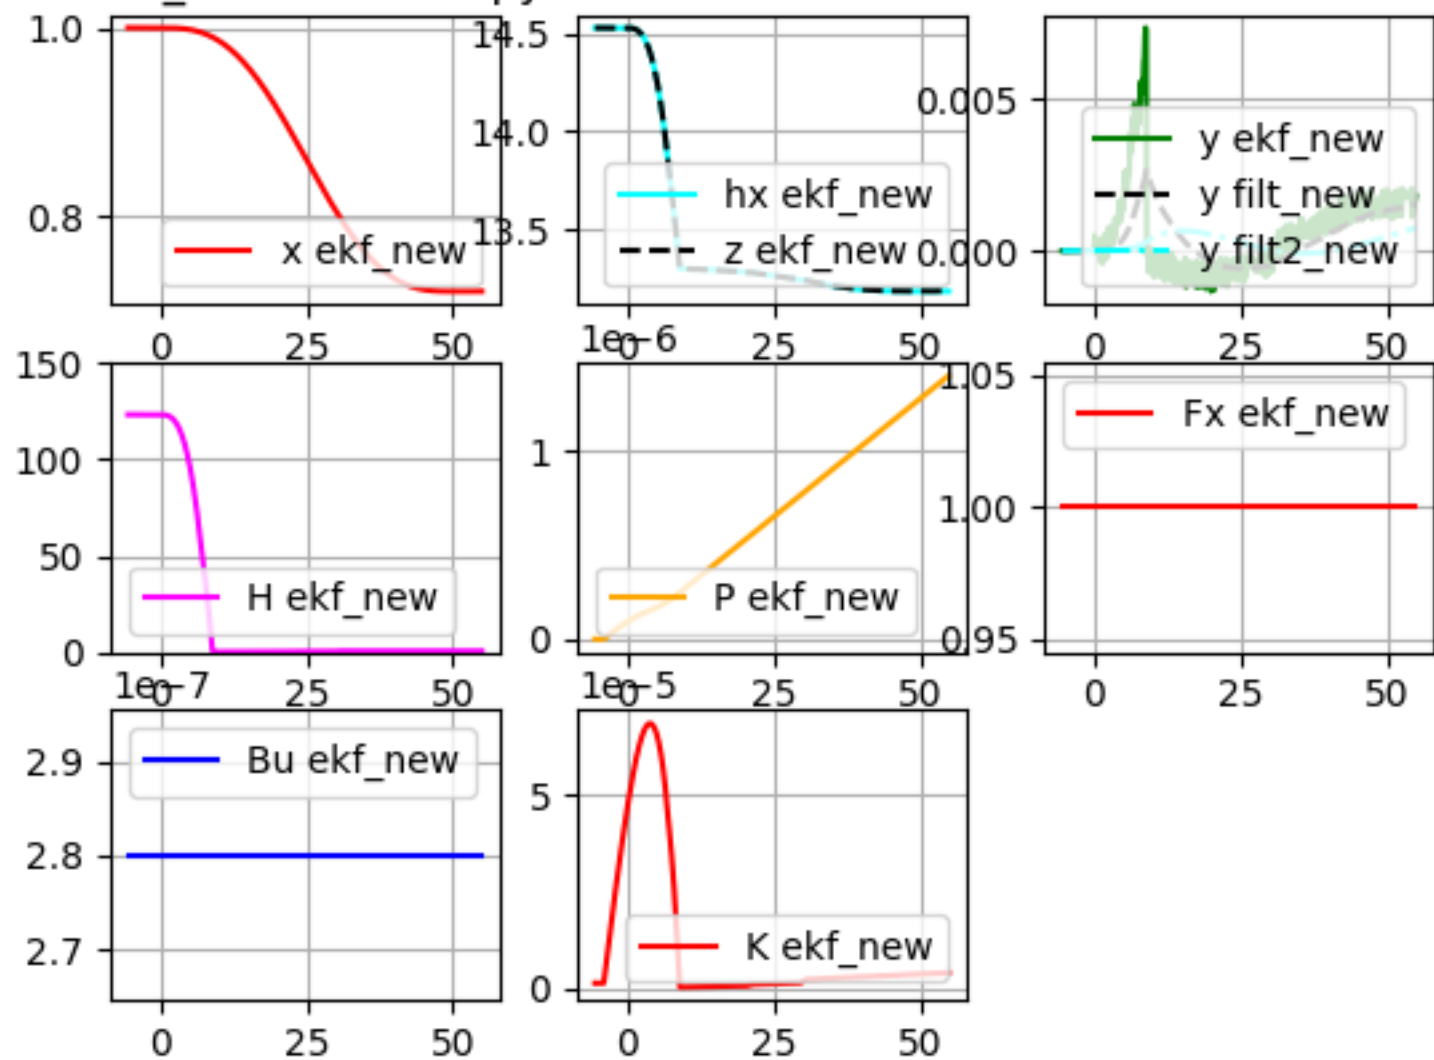 1.0
0.8
x ekf_new
0 25 50
14.5
14.0
13.5
hx ekf_new
z ekf_new
0 25 50
0.005
0.000
y ekf_new
y filt_new
y filt2_new
0 25 50
150
100
50
0
H ekf_new
0 25 50
1e−6
1
0
P ekf_new
0 25 50
1.05
1.00
0.95
Fx ekf_new
0 25 50
1e−7
2.9
2.8
2.7
Bu ekf_new
0 25 50
1e−5
5
0
K ekf_new
0 25 50